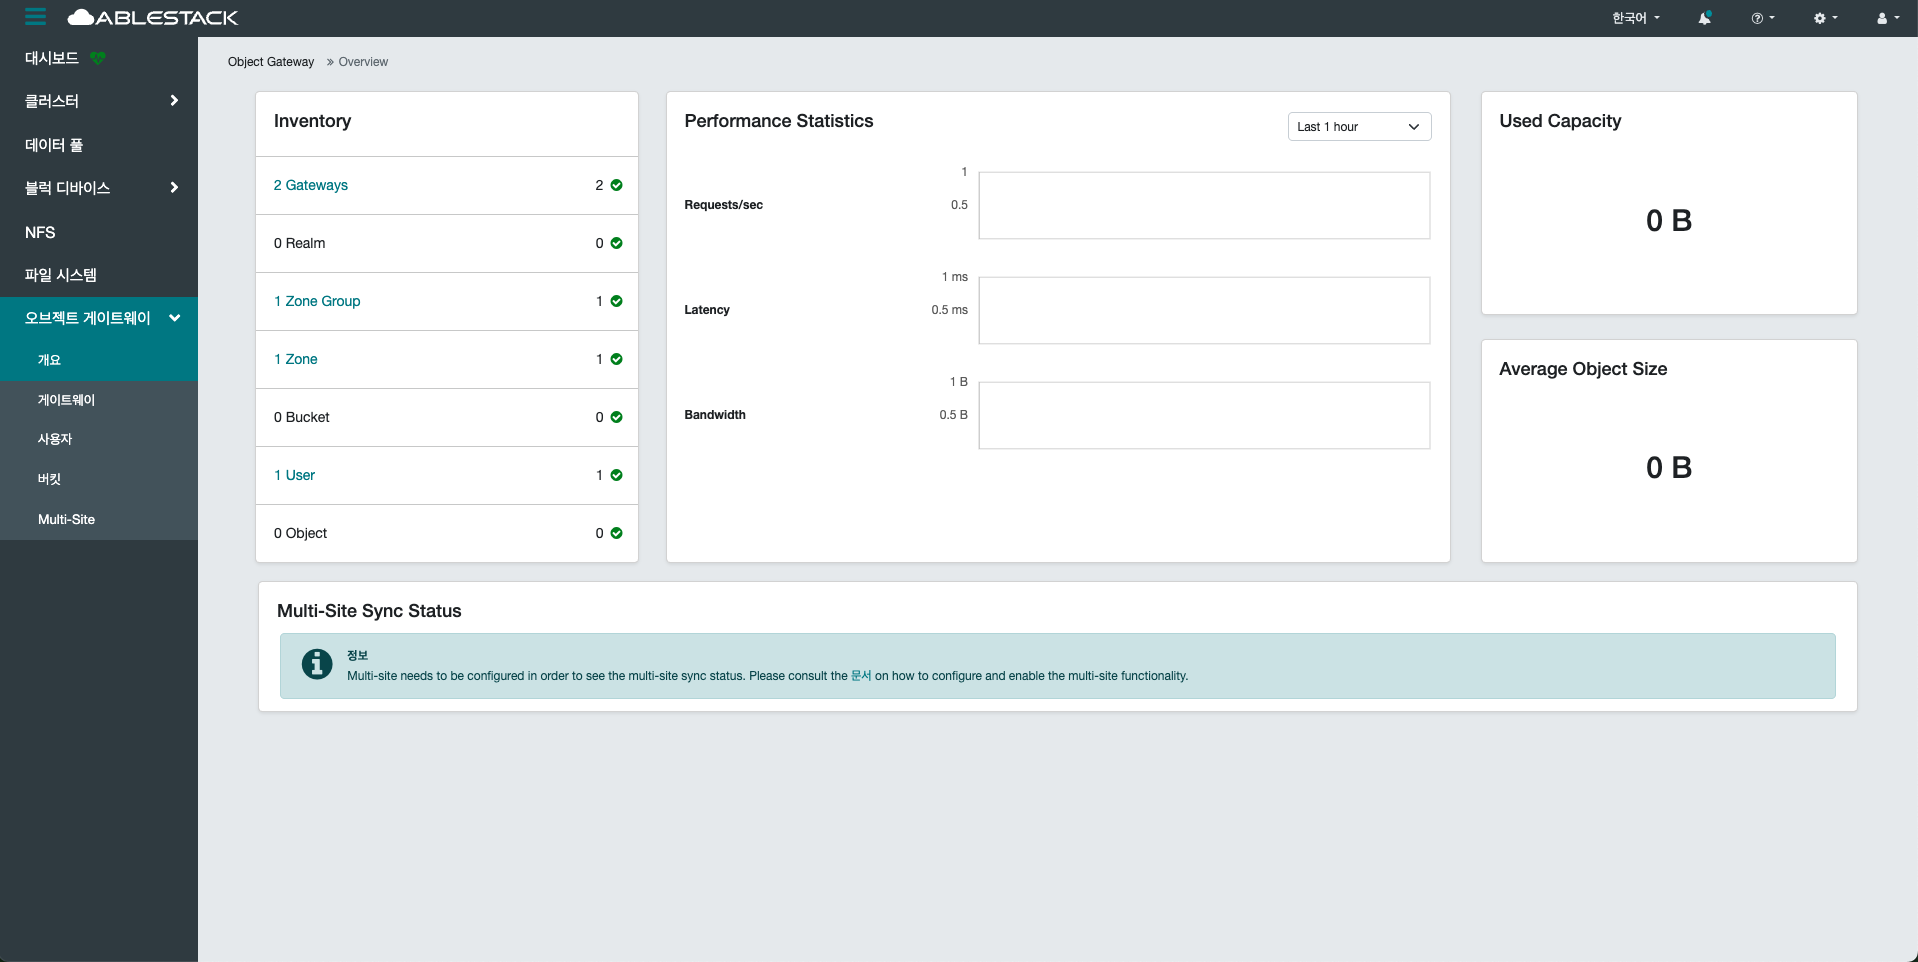 ABLESTACK
한국어
대시보드
클러스터
데이터 풀
블럭 디바이스
NFS
파일 시스템
오브젝트 게이트웨이
개요
게이트웨이
사용자
버킷
Multi-Site
Object Gateway » Overview
Inventory
2 Gateways 2
0 Realm 0
1 Zone Group 1
1 Zone 1
0 Bucket 0
1 User 1
0 Object 0
Performance Statistics
Last 1 hour
1
Requests/sec 0.5
1 ms
Latency 0.5 ms
1 B
Bandwidth 0.5 B
Used Capacity
0 B
Average Object Size
0 B
Multi-Site Sync Status
정보
Multi-site needs to be configured in order to see the multi-site sync status. Please consult the 문서 on how to configure and enable the multi-site functionality.